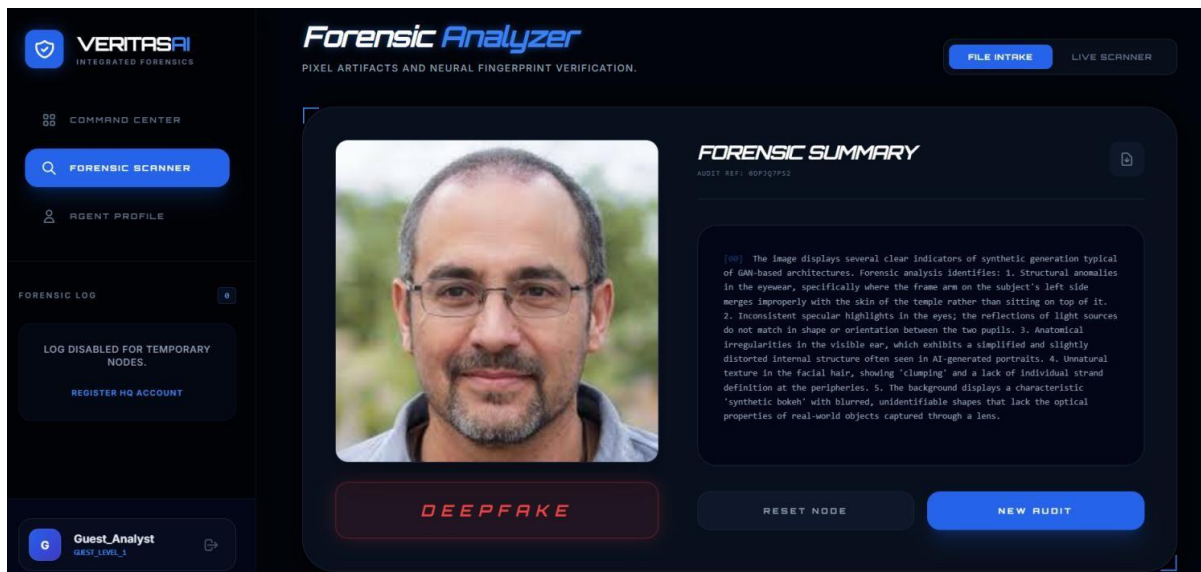 VERITASAI
INTEGRATED FORENSICS
COMMAND CENTER
FORENSIC SCANNER
AGENT PROFILE
FORENSIC LOG
0
LOG DISABLED FOR TEMPORARY
NODES.
REGISTER HQ ACCOUNT
G
Guest_Analyst
GUEST_LEVEL_1
Forensic Analyzer
PIXEL ARTIFACTS AND NEURAL FINGERPRINT VERIFICATION.
FILE INTAKE
LIVE SCANNER
DEEPFAKE
FORENSIC SUMMARY
AUDIT REF:
[00] The image displays several clear indicators of synthetic generation typical
of GAN-based architectures. Forensic analysis identifies: 1. Structural anomalies
in the eyewear, specifically where the frame arm on the subject's left side
merges improperly with the skin of the temple rather than sitting on top of it.
2. Inconsistent specular highlights in the eyes; the reflections of light sources
do not match in shape or orientation between the two pupils. 3. Anatomical
irregularities in the visible ear, which exhibits a simplified and slightly
distorted internal structure often seen in AI-generated portraits. 4. Unnatural
texture in the facial hair, showing 'clumping' and a lack of individual strand
definition at the peripheries. 5. The background displays a characteristic
'synthetic bokeh' with blurred, unidentifiable shapes that lack the optical
properties of real-world objects captured through a lens.
RESET NODE
NEW AUDIT